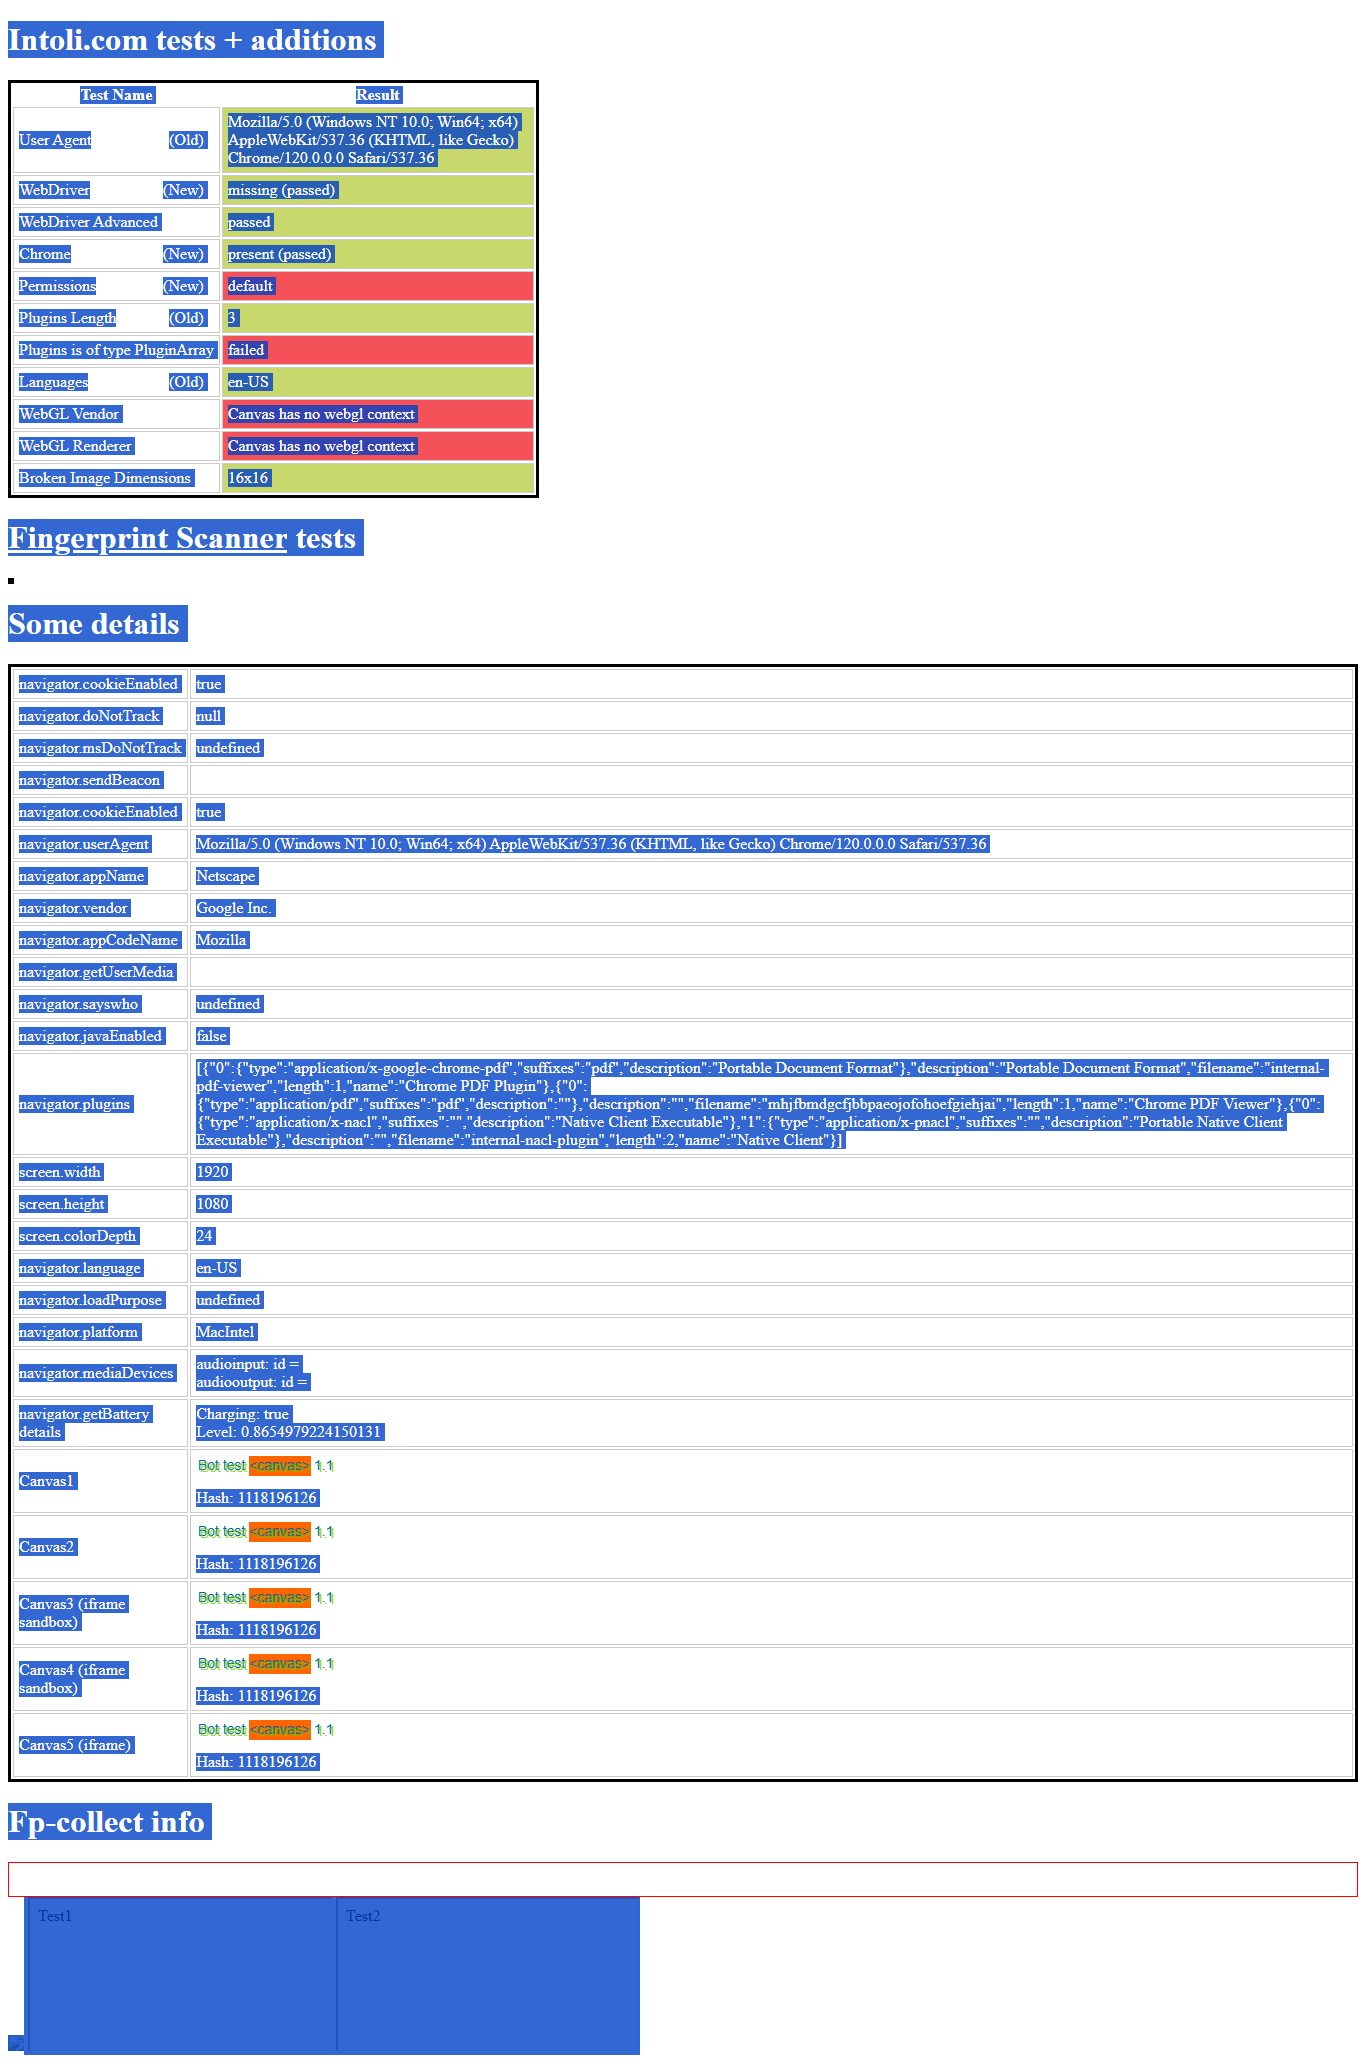 Intoli.com tests + additions
Test Name Result
User Agent (Old) Mozilla/5.0 (Windows NT 10.0; Win64; x64)
AppleWebKit/537.36 (KHTML, like Gecko)
Chrome/120.0.0.0 Safari/537.36
WebDriver (New) missing (passed)
WebDriver Advanced passed
Chrome (New) present (passed)
Permissions (New) default
Plugins Length (Old) 3
Plugins is of type PluginArray failed
Languages (Old) en-US
WebGL Vendor Canvas has no webgl context
WebGL Renderer Canvas has no webgl context
Broken Image Dimensions 16x16
Fingerprint Scanner tests
Some details
navigator.cookieEnabled true
navigator.doNotTrack null
navigator.msDoNotTrack undefined
navigator.sendBeacon
navigator.cookieEnabled true
navigator.userAgent Mozilla/5.0 (Windows NT 10.0; Win64; x64) AppleWebKit/537.36 (KHTML, like Gecko) Chrome/120.0.0.0 Safari/537.36
navigator.appName Netscape
navigator.vendor Google Inc.
navigator.appCodeName Mozilla
navigator.getUserMedia
navigator.sayswho undefined
navigator.javaEnabled false
navigator.plugins [{"0":{"type":"application/x-google-chrome-pdf","suffixes":"pdf","description":"Portable Document Format"},"description":"Portable Document Format","filename":"internal-
pdf-viewer","length":1,"name":"Chrome PDF Plugin"},{"0":
{"type":"application/pdf","suffixes":"pdf","description":""},"description":"","filename":"mhjfbmdgcfjbbpaeojofohoefgiehjai","length":1,"name":"Chrome PDF Viewer"},{"0":
{"type":"application/x-nacl","suffixes":"","description":"Native Client Executable"},"1":{"type":"application/x-pnacl","suffixes":"","description":"Portable Native Client
Executable"},"description":"","filename":"internal-nacl-plugin","length":2,"name":"Native Client"}]
screen.width 1920
screen.height 1080
screen.colorDepth 24
navigator.language en-US
navigator.loadPurpose undefined
navigator.platform MacIntel
navigator.mediaDevices audioinput: id =
audiooutput: id =
navigator.getBattery Charging: true
details Level: 0.8654979224150131
Bot test <canvas> 1.1
Canvas1
Hash: 1118196126
Bot test <canvas> 1.1
Canvas2
Hash: 1118196126
Bot test <canvas> 1.1
Canvas3 (iframe
sandbox)
Hash: 1118196126
Bot test <canvas> 1.1
Canvas4 (iframe
sandbox)
Hash: 1118196126
Bot test <canvas> 1.1
Canvas5 (iframe)
Hash: 1118196126
Fp-collect info
Test1 Test2